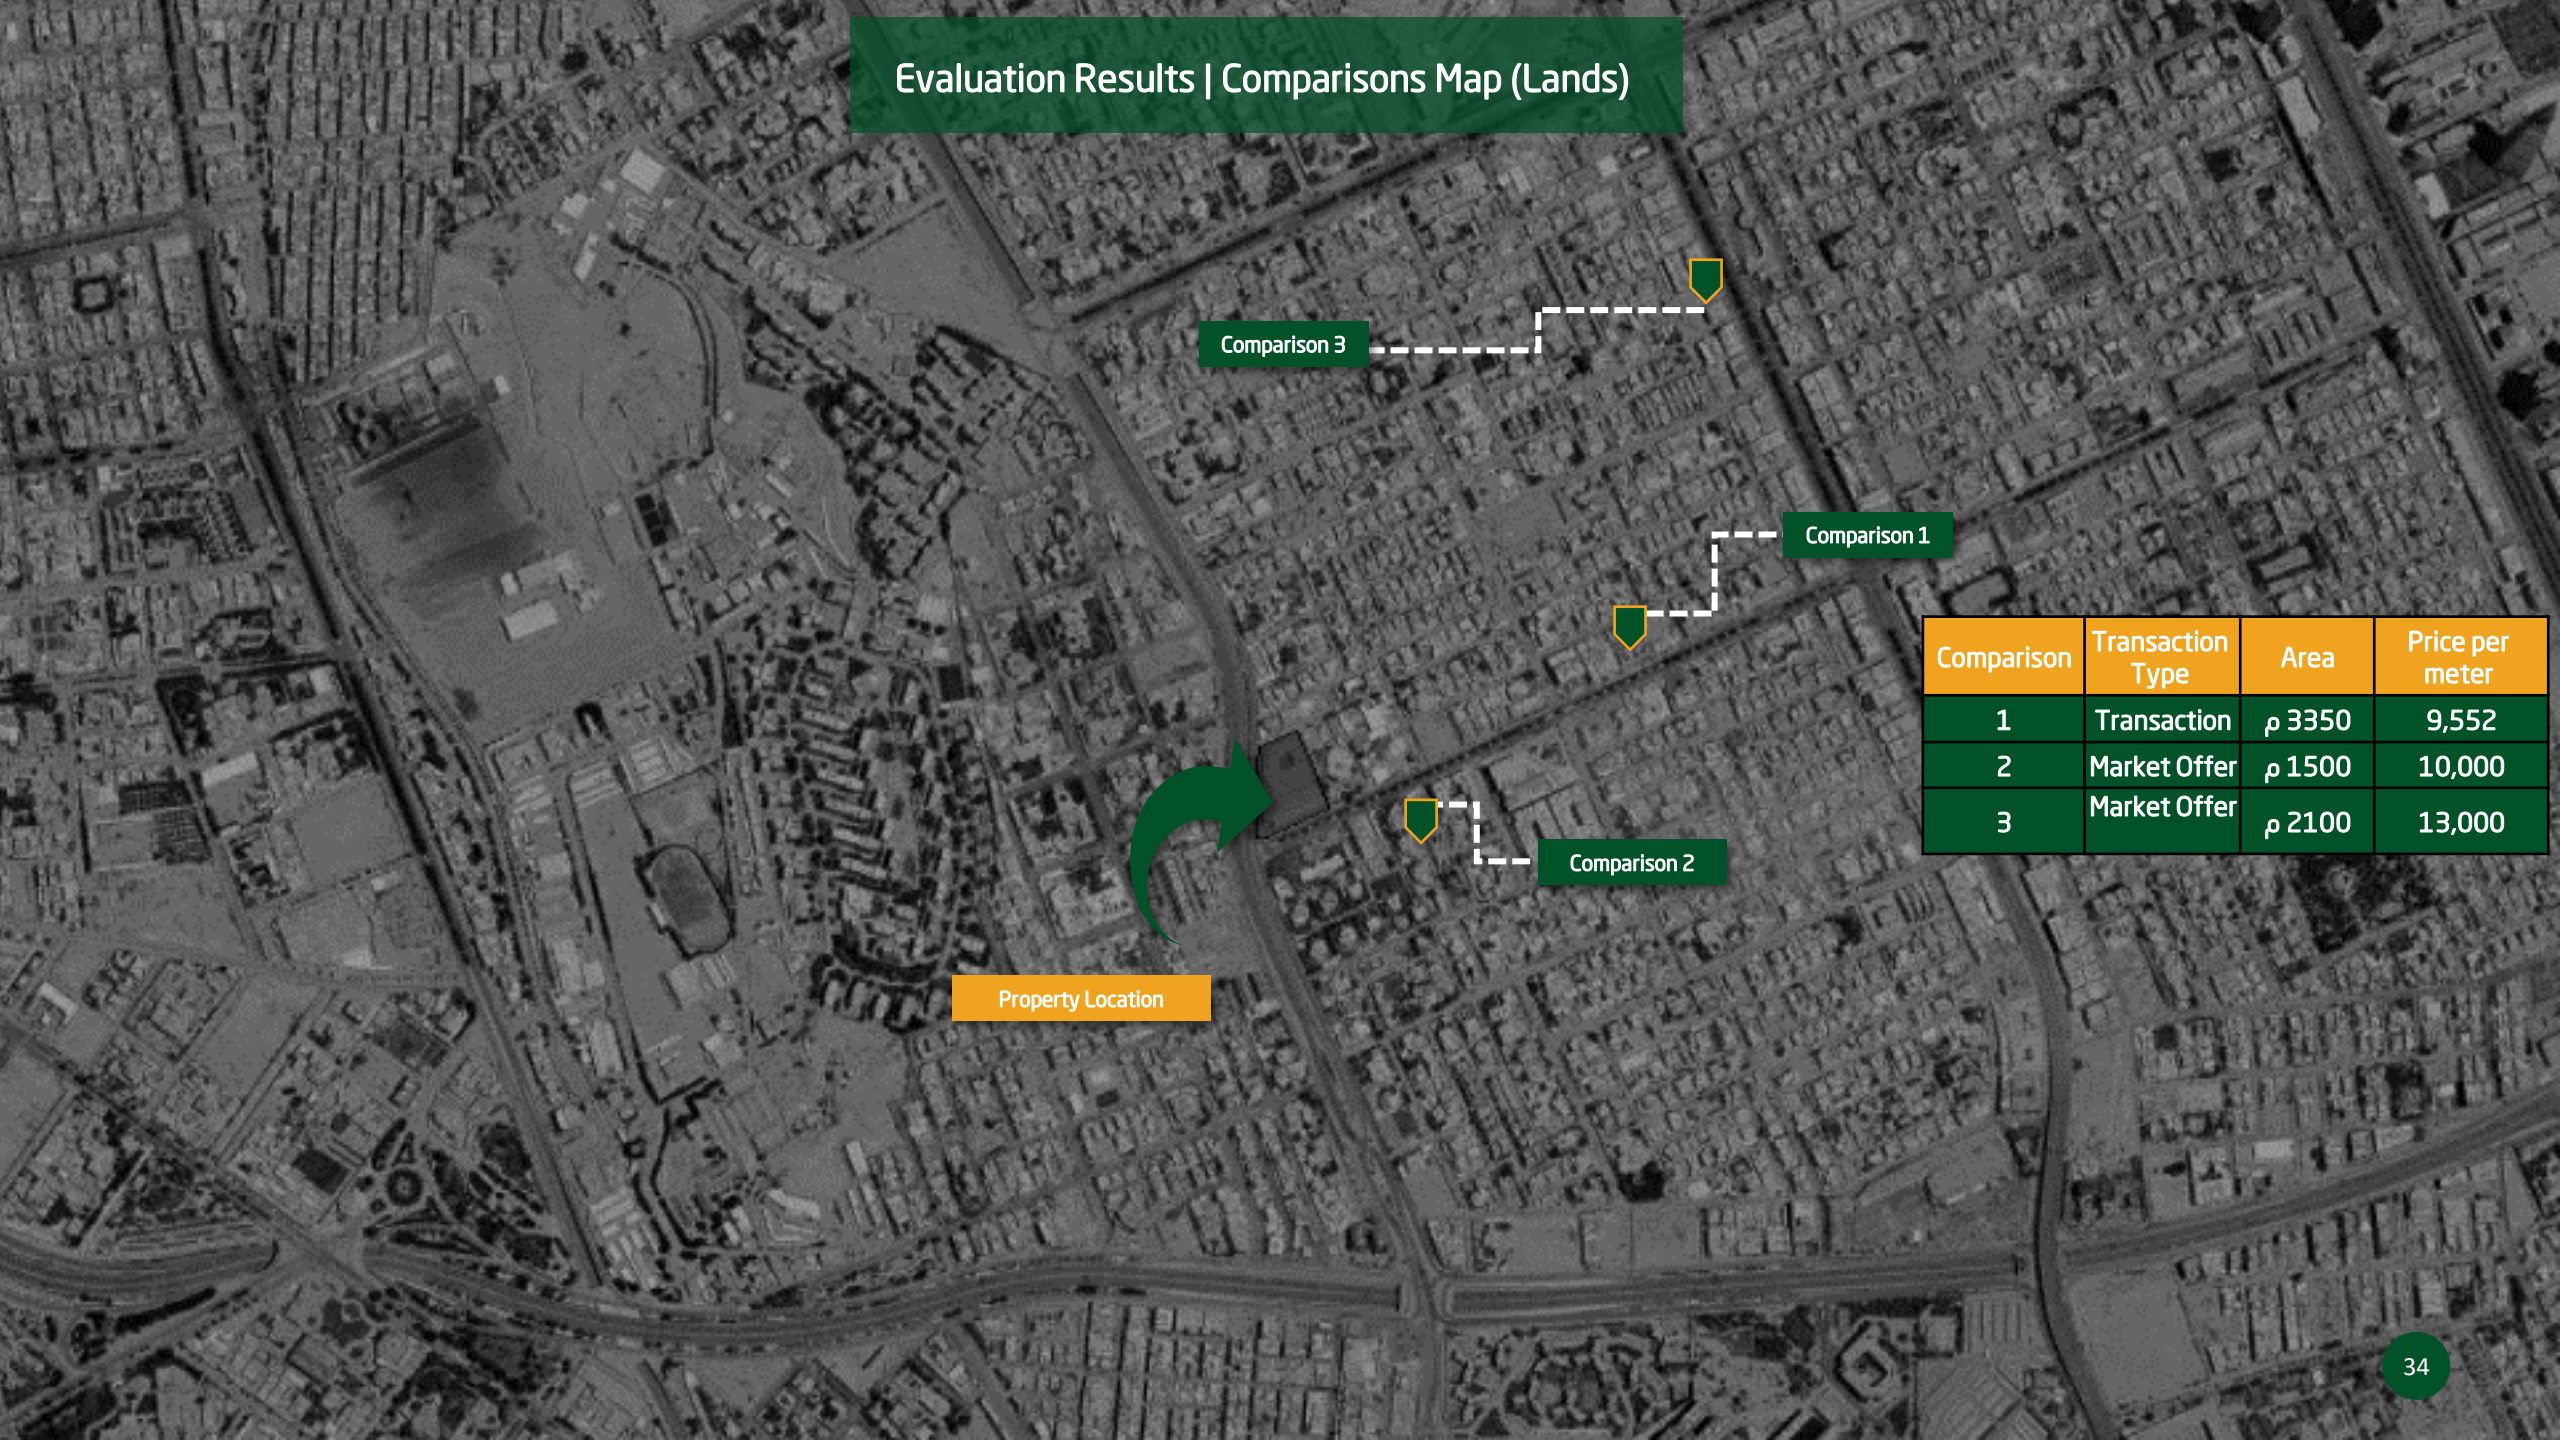 Evaluation Results | Comparisons Map (Lands)
Comparison 3
Comparison 1
Comparison Transaction Type Area Price per meter
1 Transaction م 3350 9,552
2 Market Offer م 1500 10,000
3 Market Offer م 2100 13,000
Comparison 2
Property Location
34